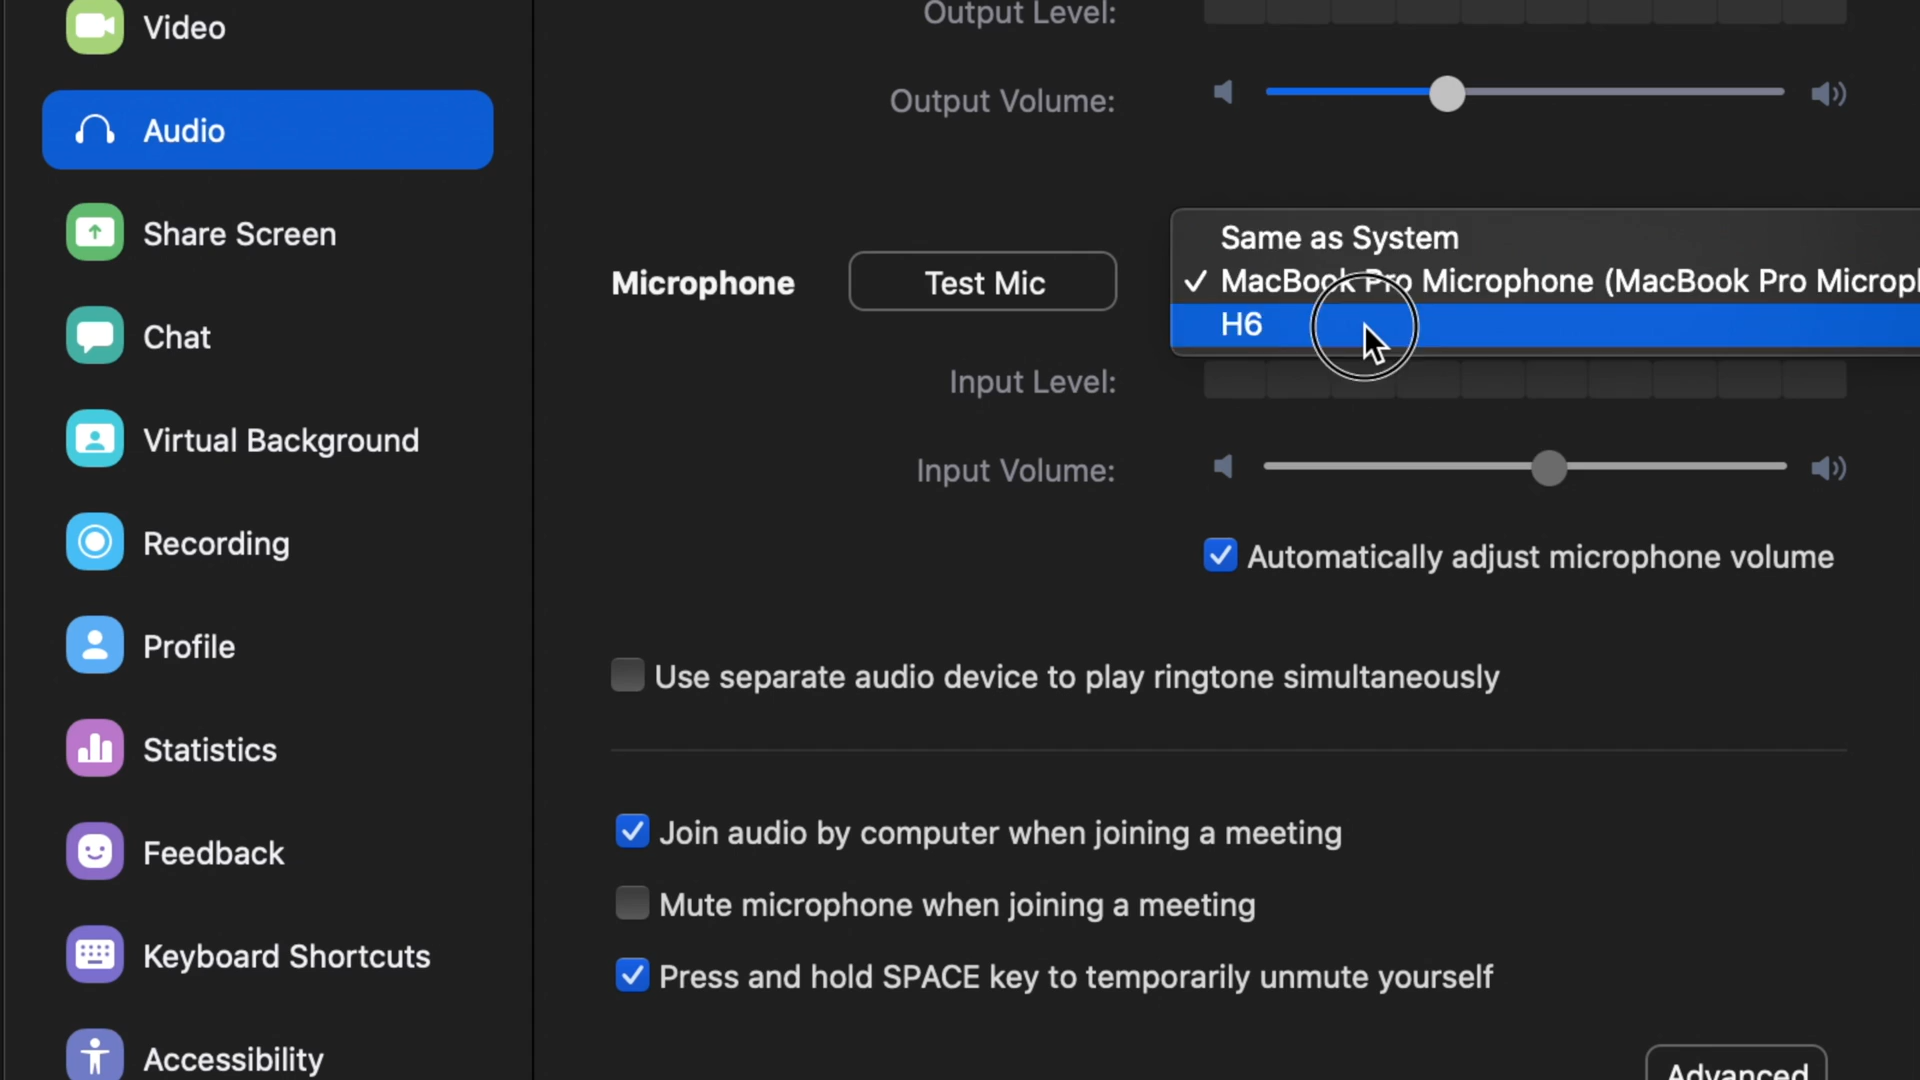 Video
Audio
Share Screen
Chat
Virtual Background
Recording
Profile
Statistics
Feedback
Keyboard Shortcuts
Accessibility
Output Level:
Output Volume:
Microphone
Test Mic
Same as System
✓ MacBook Pro Microphone (MacBook Pro
H6
Input Level:
Input Volume:
Automatically adjust microphone volume
Use separate audio device to play ringtone simultaneously
Join audio by computer when joining a meeting
Mute microphone when joining a meeting
Press and hold SPACE key to temporarily unmute yourself
Advanced